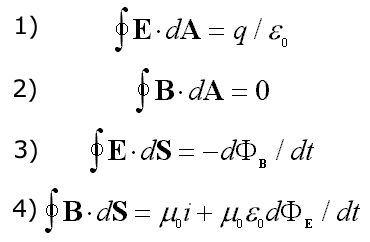 1) ∮E·dA = q / ε₀
2) ∮B·dA = 0
3) ∮E·dS = -dΦ_B / dt
4) ∮B·dS = μ₀i + μ₀ε₀dΦ_E / dt